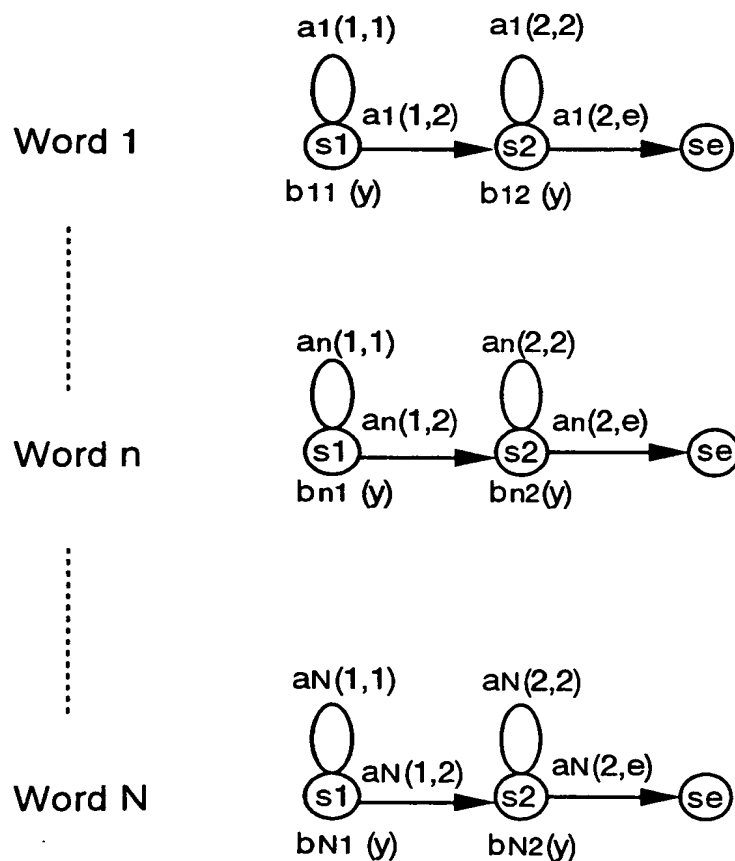 a1(1,1) a1(2,2)
Word 1 s1 a1(1,2) s2 a1(2,e) se
b11 (y) b12 (y)
an(1,1) an(2,2)
Word n s1 an(1,2) s2 an(2,e) se
bn1 (y) bn2(y)
aN(1,1) aN(2,2)
Word N s1 aN(1,2) s2 aN(2,e) se
bN1 (y) bN2(y)